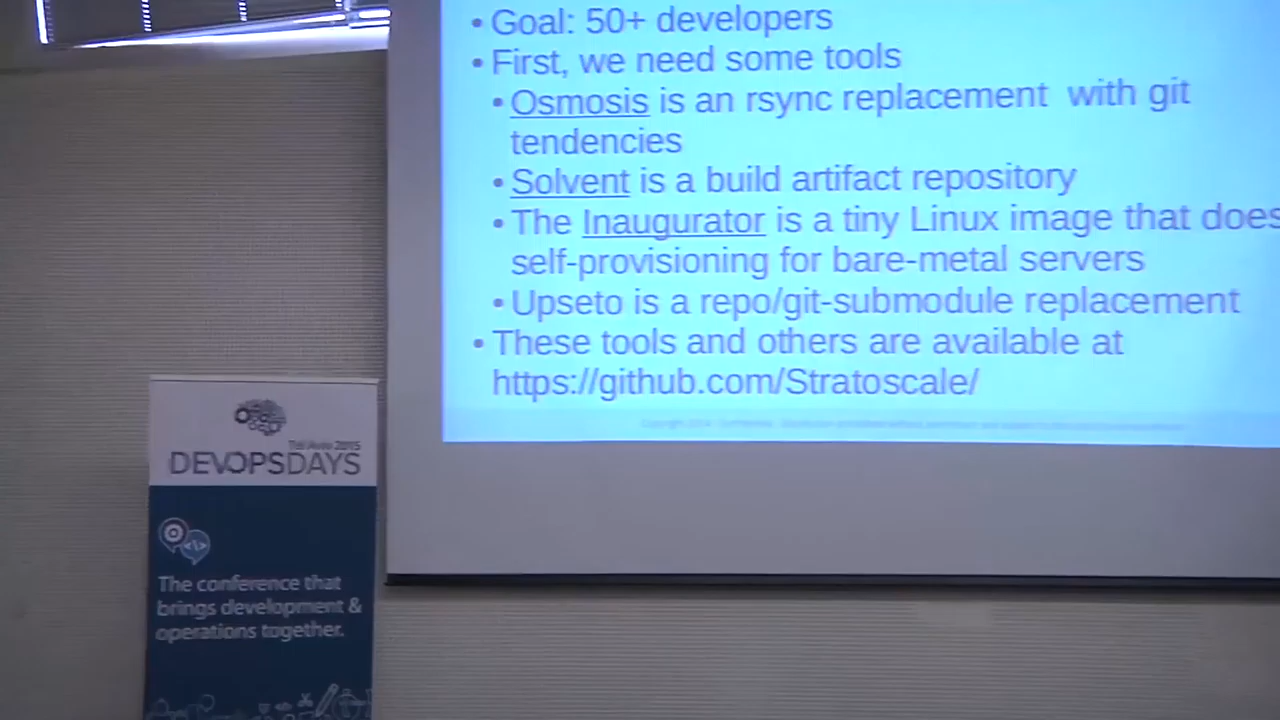 • Goal: 50+ developers
• First, we need some tools
• Osmosis is an rsync replacement with git
tendencies
• Solvent is a build artifact repository
• The Inaugurator is a tiny Linux image that does
self-provisioning for bare-metal servers
• Upseto is a repo/git-submodule replacement
• These tools and others are available at
https://github.com/Stratoscale/
Tel Aviv 2015
DEVOPSDAYS
The conference that
brings development &
operations together.